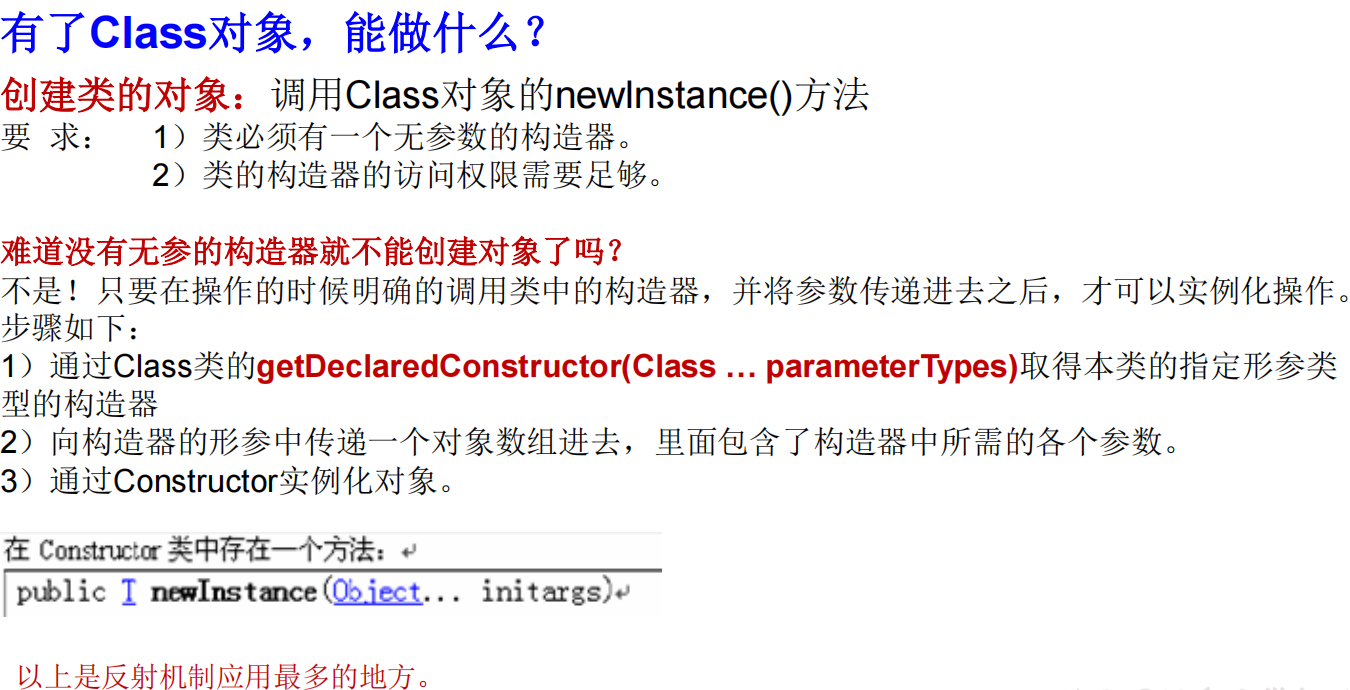 有了Class对象，能做什么？
创建类的对象：调用Class对象的newInstance()方法
要 求： 1）类必须有一个无参数的构造器。
2）类的构造器的访问权限需要足够。
难道没有无参的构造器就不能创建对象了吗？
不是！只要在操作的时候明确的调用类中的构造器，并将参数传递进去之后，才可以实例化操作。
步骤如下：
1）通过Class类的getDeclaredConstructor(Class … parameterTypes)取得本类的指定形参类
型的构造器
2）向构造器的形参中传递一个对象数组进去，里面包含了构造器中所需的各个参数。
3）通过Constructor实例化对象。
在 Constructor 类中存在一个方法：↵
public T newInstance(Object... initargs)↵
以上是反射机制应用最多的地方。